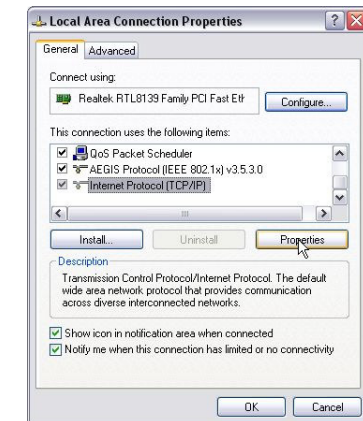 Local Area Connection Properties
General Advanced
Connect using:
Realtek RTL8139 Family PCI Fast Eth
Configure...
This connection uses the following items:
QoS Packet Scheduler
AEGIS Protocol (IEEE 802.1x) v3.5.3.0
Internet Protocol (TCP/IP)
Install... Uninstall Properties
Description
Transmission Control Protocol/Internet Protocol. The default
wide area network protocol that provides communication
across diverse interconnected networks.
Show icon in notification area when connected
Notify me when this connection has limited or no connectivity
OK Cancel